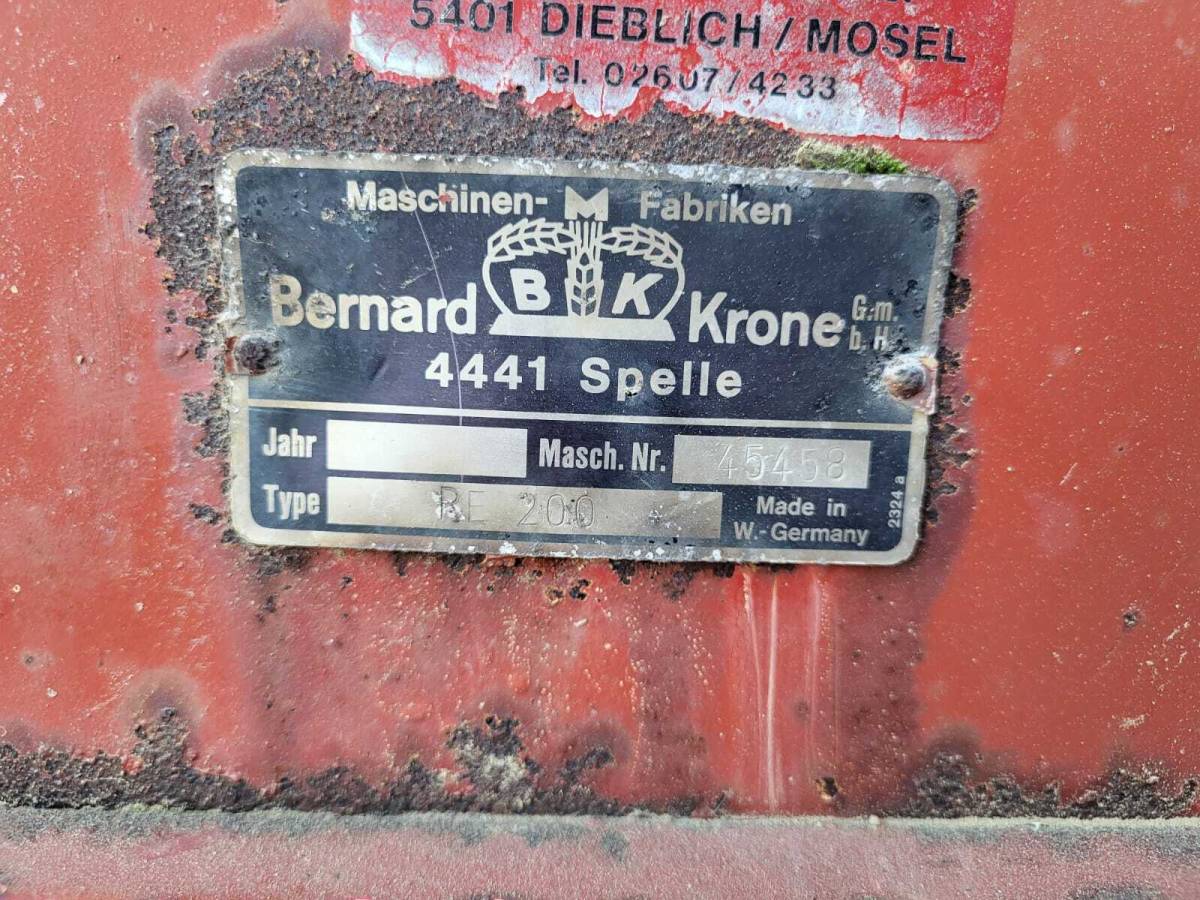 5401 DIEBLICH / MOSEL
Tel. 02607/4233
Maschinen- M Fabriken
B K
Bernard Krone G.m.b.H
4441 Spelle
Jahr Masch. Nr. 45458
Type RE 200
Made in
W.-Germany
2324 a